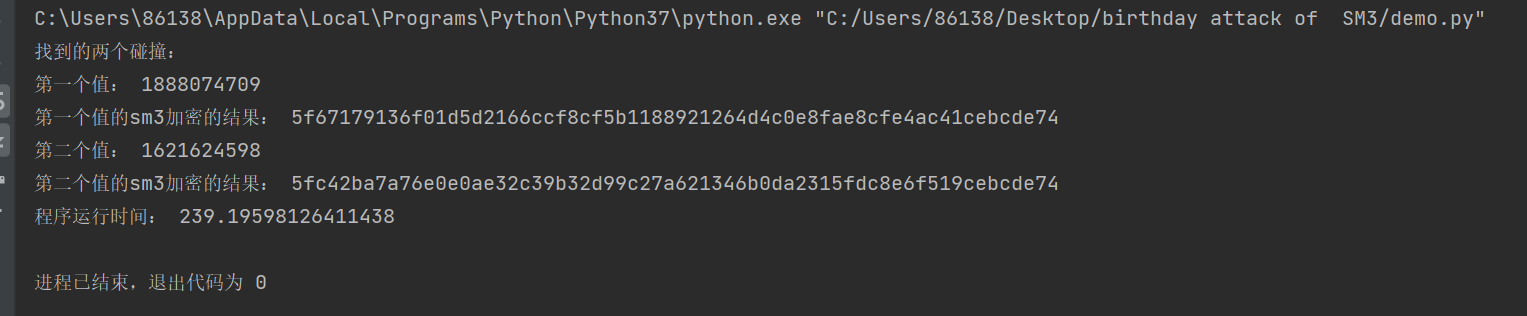 C:\Users\86138\AppData\Local\Programs\Python\Python37\python.exe "C:/Users/86138/Desktop/birthday attack of  SM3/demo.py"
找到的两个碰撞：
第一个值： 1888074709
第一个值的sm3加密的结果： 5f67179136f01d5d2166ccf8cf5b1188921264d4c0e8fae8cfe4ac41cebcde74
第二个值： 1621624598
第二个值的sm3加密的结果： 5fc42ba7a76e0e0ae32c39b32d99c27a621346b0da2315fdc8e6f519cebcde74
程序运行时间： 239.19598126411438
进程已结束，退出代码为 0